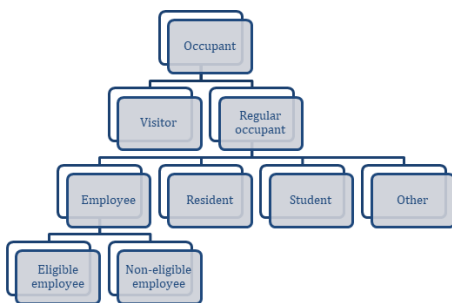 Occupant
Visitor
Regular
occupant
Employee
Resident
Student
Other
Eligible
employee
Non-eligible
employee